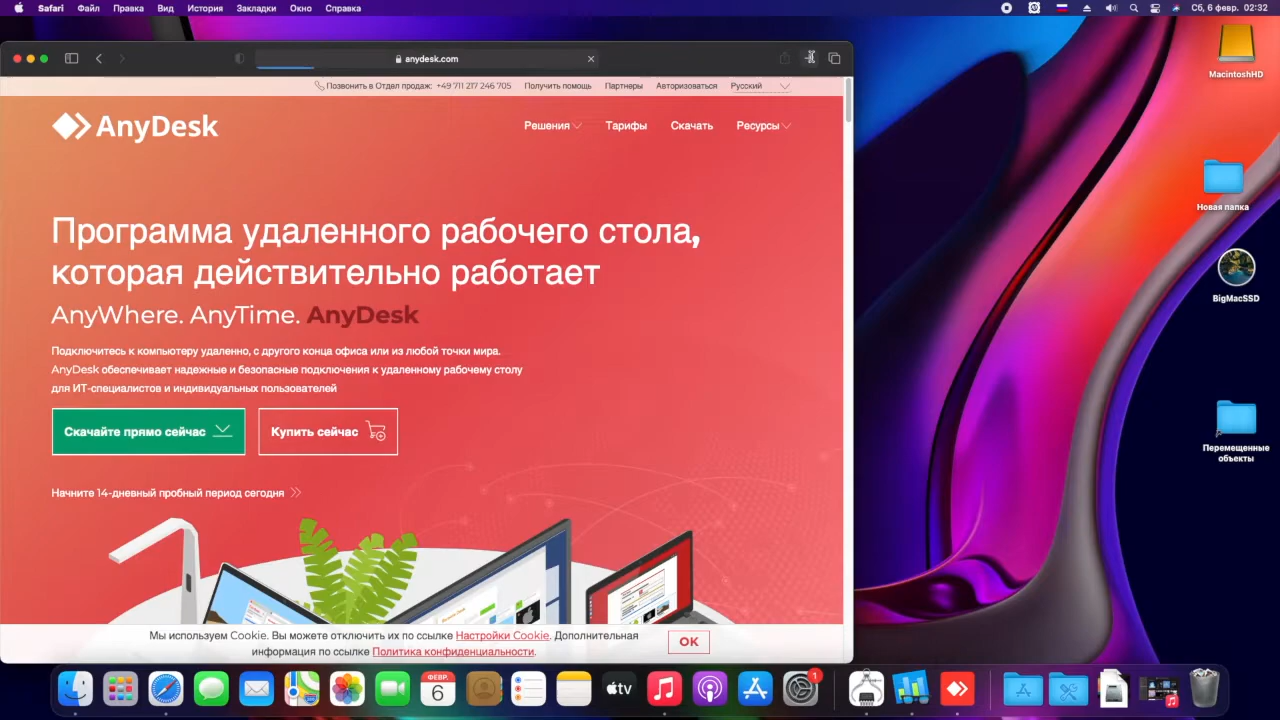 Safari Файл Правка Вид История Закладки Окно Справка
Сб, 6 февр. 02:32
anydesk.com
Позвонить в Отдел продаж: +49 711 217 246 705 Получить помощь Партнеры Авторизоваться Русский
AnyDesk
Решения Тарифы Скачать Ресурсы
Программа удаленного рабочего стола,
которая действительно работает
AnyWhere. AnyTime. AnyDesk
Подключитесь к компьютеру удаленно, с другого конца офиса или из любой точки мира.
AnyDesk обеспечивает надежные и безопасные подключения к удаленному рабочему столу
для ИТ-специалистов и индивидуальных пользователей
Скачайте прямо сейчас
Купить сейчас
Начните 14-дневный пробный период сегодня
Мы используем Cookie. Вы можете отключить их по ссылке Настройки Cookie. Дополнительная
информация по ссылке Политика конфиденциальности.
OK
MacintoshHD
Новая папка
BigMacSSD
Перемещенные
объекты
ФЕВР.
6
tv
1